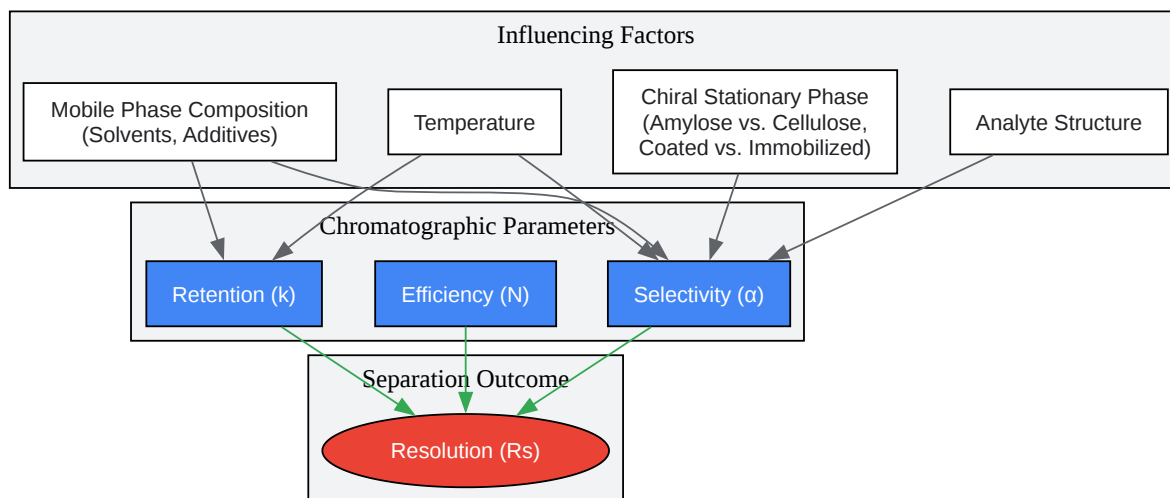 Influencing Factors
Mobile Phase Composition
(Solvents, Additives)
Temperature
Chiral Stationary Phase
(Amylose vs. Cellulose,
Coated vs. Immobilized)
Analyte Structure
Chromatographic Parameters
Retention (k)
Efficiency (N)
Selectivity (α)
Separation Outcome
Resolution (Rs)